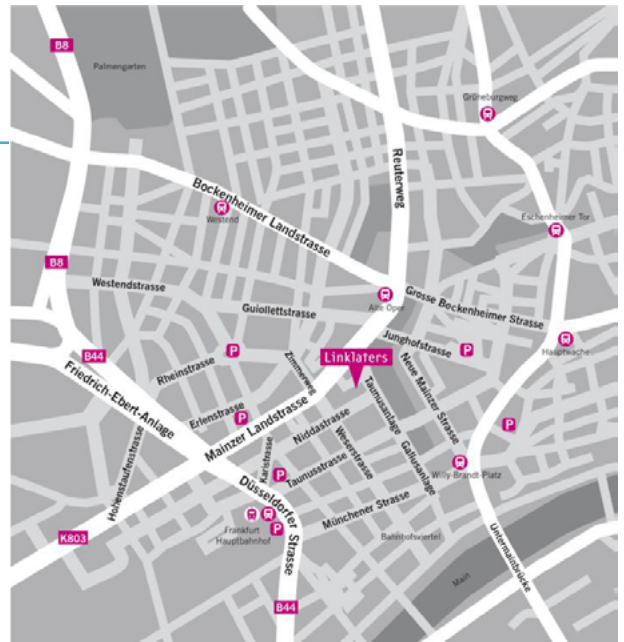 B8
Palmengarten
Grüneburgweg
Reuterweg
Bockenheimer Landstrasse
Westend
Eschenheimer Tor
B8
Westendstrasse
Guiollettstrasse
Alte Oper
Grosse Bockenheimer Strasse
Junghofstrasse
Hauptwache
B44
P
P
Linklaters
Rheinstrasse
Zimmerweg
Neue Mainzer Strasse
Friedrich-Ebert-Anlage
Erlenstrasse
P
Mainzer Landstrasse
Taunusanlage
P
Niddastrasse
Weserstrasse
Gallusanlage
Hohenstaufenstrasse
Karlstrasse
P
Taunusstrasse
Willy-Brandt-Platz
Düsseldorfer Strasse
Münchener Strasse
Frankfurt
Hauptbahnhof
P
Bahnhofsviertel
Untermainbrücke
K803
Main
B44